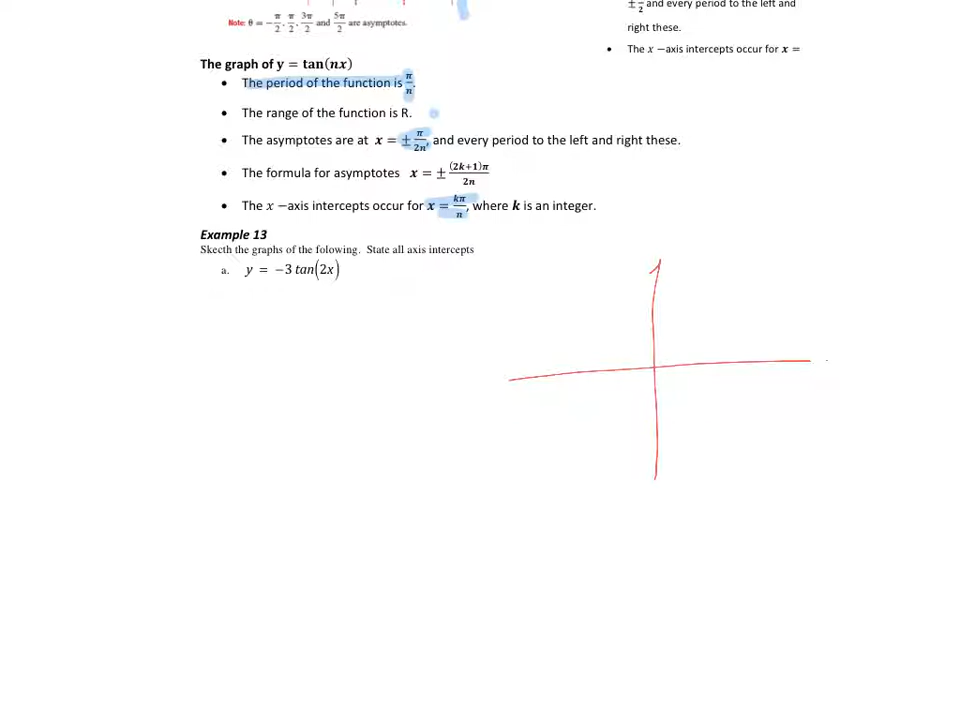 ± π/2 and every period to the left and
right these.
• The x −axis intercepts occur for x =
Note: θ = −π/2, π/2, 3π/2 and 5π/2 are asymptotes.
The graph of y = tan(nx)
• The period of the function is π/n.
• The range of the function is R.
• The asymptotes are at x = ± π/2n, and every period to the left and right these.
• The formula for asymptotes x = ± (2k+1)π/2n
• The x −axis intercepts occur for x = kπ/n, where k is an integer.
Example 13
Skecth the graphs of the folowing. State all axis intercepts
a. y = −3 tan(2x)